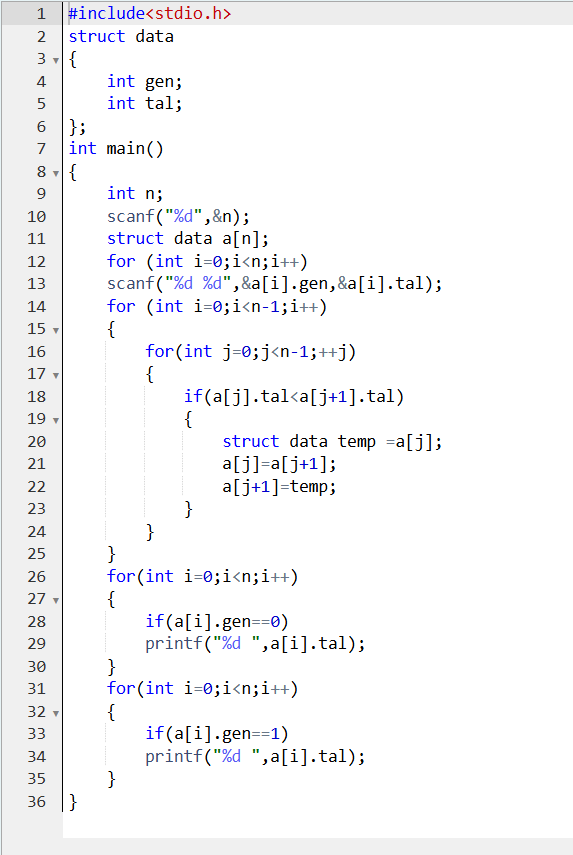 1 #include<stdio.h>
2 struct data
3 {
4 int gen;
5 int tal;
6 };
7 int main()
8 {
9 int n;
10 scanf("%d",&n);
11 struct data a[n];
12 for (int i=0;i<n;i++)
13 scanf("%d %d",&a[i].gen,&a[i].tal);
14 for (int i=0;i<n-1;i++)
15 {
16 for(int j=0;j<n-1;++j)
17 {
18 if(a[j].tal<a[j+1].tal)
19 {
20 struct data temp =a[j];
21 a[j]=a[j+1];
22 a[j+1]=temp;
23 }
24 }
25 }
26 for(int i=0;i<n;i++)
27 {
28 if(a[i].gen==0)
29 printf("%d ",a[i].tal);
30 }
31 for(int i=0;i<n;i++)
32 {
33 if(a[i].gen==1)
34 printf("%d ",a[i].tal);
35 }
36 }